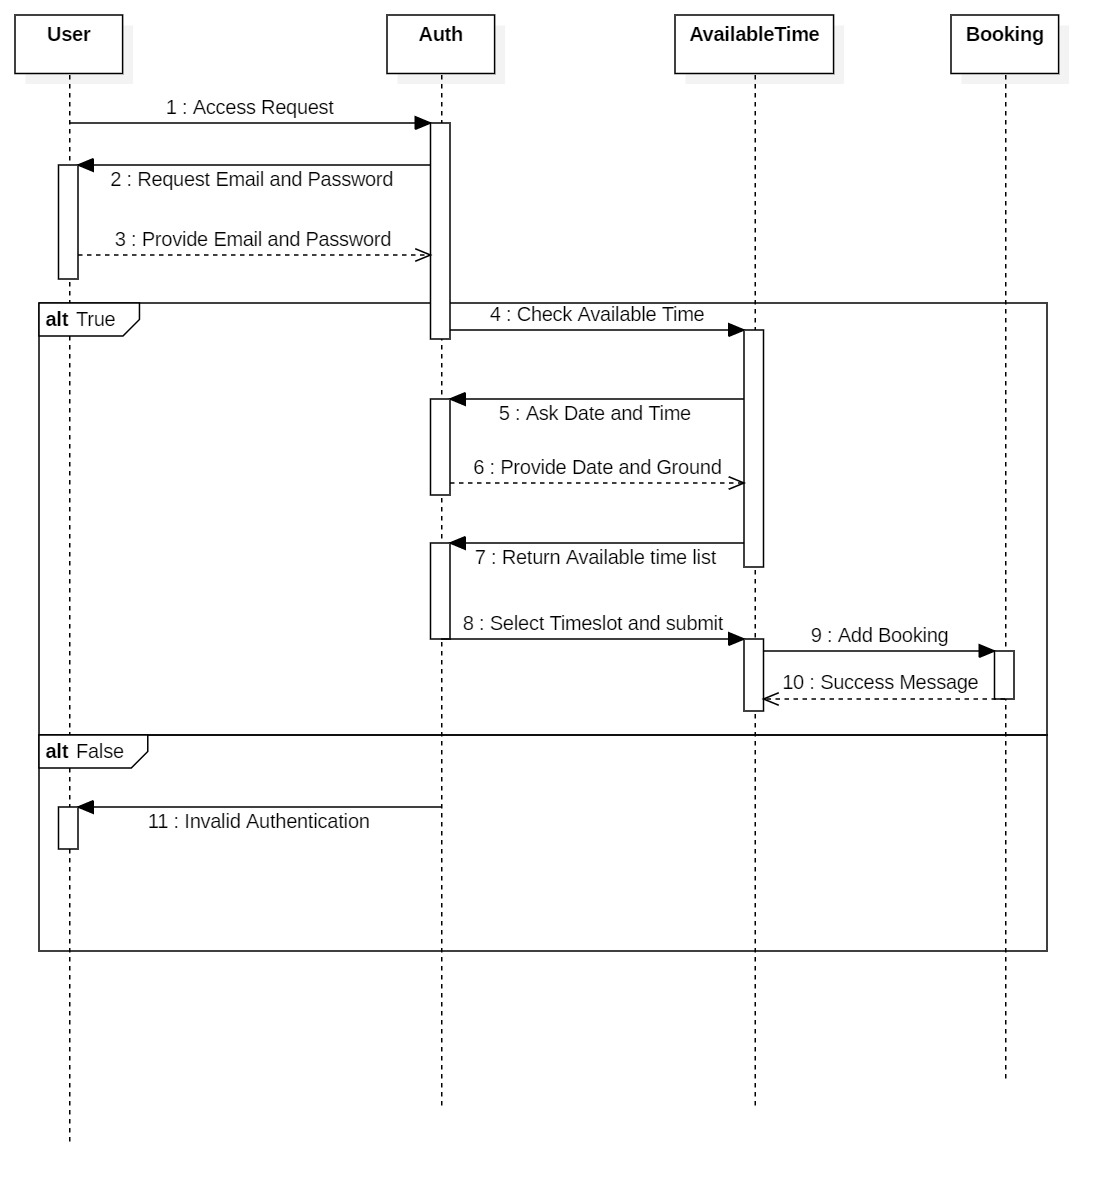 User
Auth
AvailableTime
Booking
1 : Access Request
2 : Request Email and Password
3 : Provide Email and Password
alt True
4 : Check Available Time
5 : Ask Date and Time
6 : Provide Date and Ground
7 : Return Available time list
8 : Select Timeslot and submit
9 : Add Booking
10 : Success Message
alt False
11 : Invalid Authentication